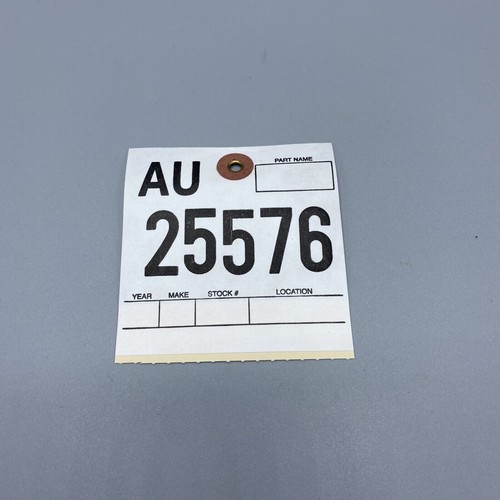 AU
PART NAME
25576
YEAR MAKE STOCK # LOCATION